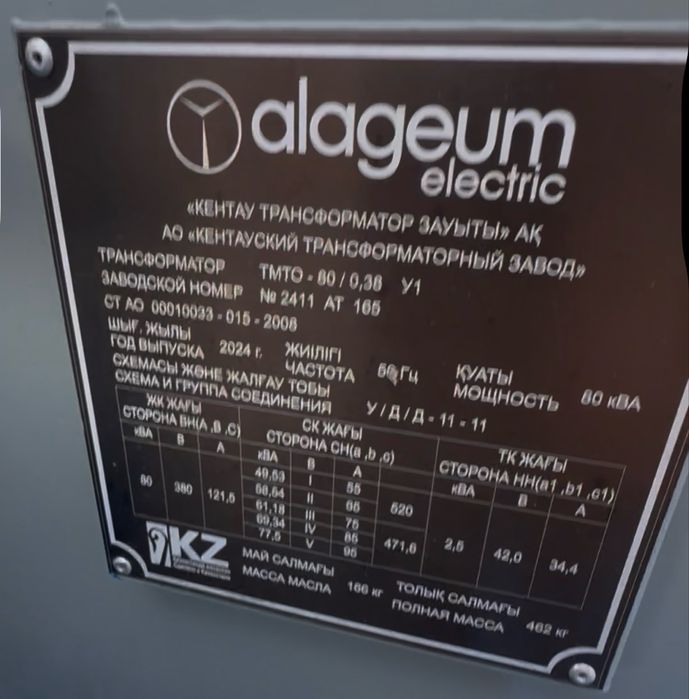 alageum
electric
«КЕНТАУ ТРАНСФОРМАТОР ЗАУЫТЫ» АҚ
АО «КЕНТАУСКИЙ ТРАНСФОРМАТОРНЫЙ ЗАВОД»
ТРАНСФОРМАТОР ТМТО - 80 / 0,38 У1
ЗАВОДСКОЙ НОМЕР № 2411 АТ 165
СТ АО 00010033 - 015 - 2006
ШЫҒ. ЖЫЛЫ ЖИІЛІГІ ҚУАТЫ
ГОД ВЫПУСКА 2024 г. ЧАСТОТА 50 Гц МОЩНОСТЬ 80 кВА
СХЕМАСЫ ЖӘНЕ ЖАЛҒАУ ТОБЫ
СХЕМА И ГРУППА СОЕДИНЕНИЯ У / Д / Д - 11 - 11
ЖК ЖАҒЫ СК ЖАҒЫ ТК ЖАҒЫ
СТОРОНА ВН(А ,В ,С) СТОРОНА СН(a ,b ,c) СТОРОНА НН(a1 ,b1 ,c1)
кВА В А кВА В А кВА В А
80 380 121,5 2,5 42,0 34,4
49,53 I 55
58,54 II 65 520
61,18 III 75
69,34 IV 85 471,6
77,5 V 95
KZ
МАЙ САЛМАҒЫ ТОЛЫҚ САЛМАҒЫ
МАССА МАСЛА 166 кг ПОЛНАЯ МАССА 462 кг